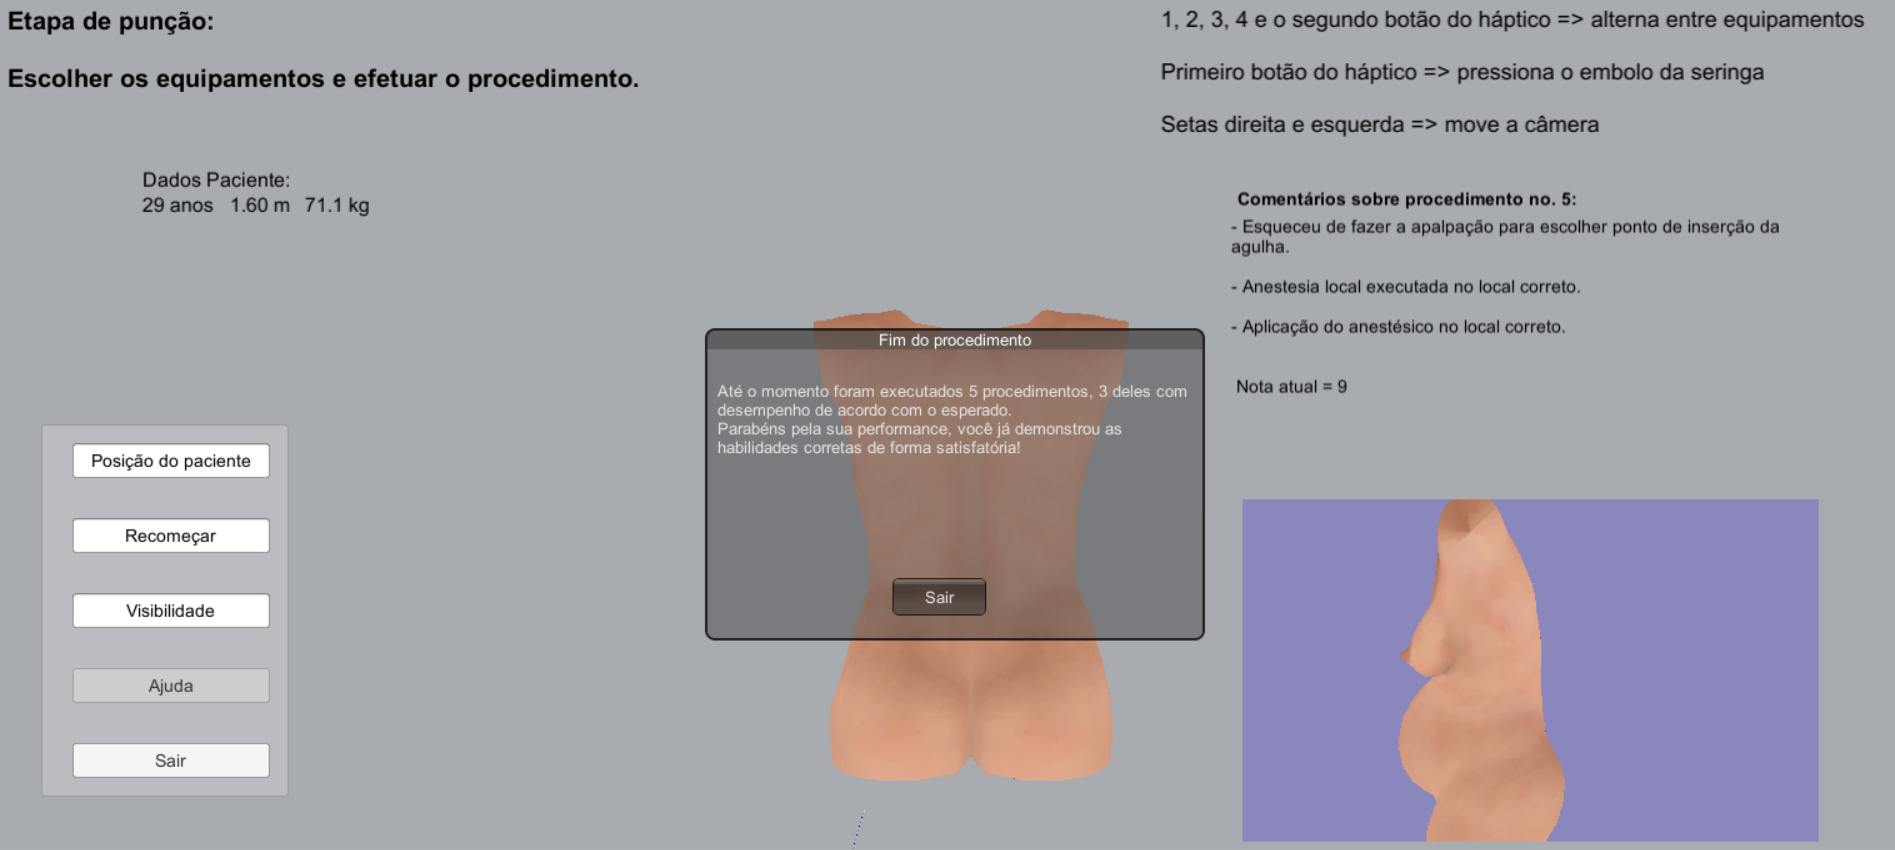 Etapa de punção:
Escolher os equipamentos e efetuar o procedimento.
1, 2, 3, 4 e o segundo botão do háptico => alterna entre equipamentos
Primeiro botão do háptico => pressiona o embolo da seringa
Setas direita e esquerda => move a câmera
Dados Paciente:
29 anos 1.60 m 71.1 kg
Comentários sobre procedimento no. 5:
- Esqueceu de fazer a apalpação para escolher ponto de inserção da
agulha.
- Anestesia local executada no local correto.
- Aplicação do anestésico no local correto.
Nota atual = 9
Fim do procedimento
Até o momento foram executados 5 procedimentos, 3 deles com
desempenho de acordo com o esperado.
Parabéns pela sua performance, você já demonstrou as
habilidades corretas de forma satisfatória!
Sair
Posição do paciente
Recomeçar
Visibilidade
Ajuda
Sair